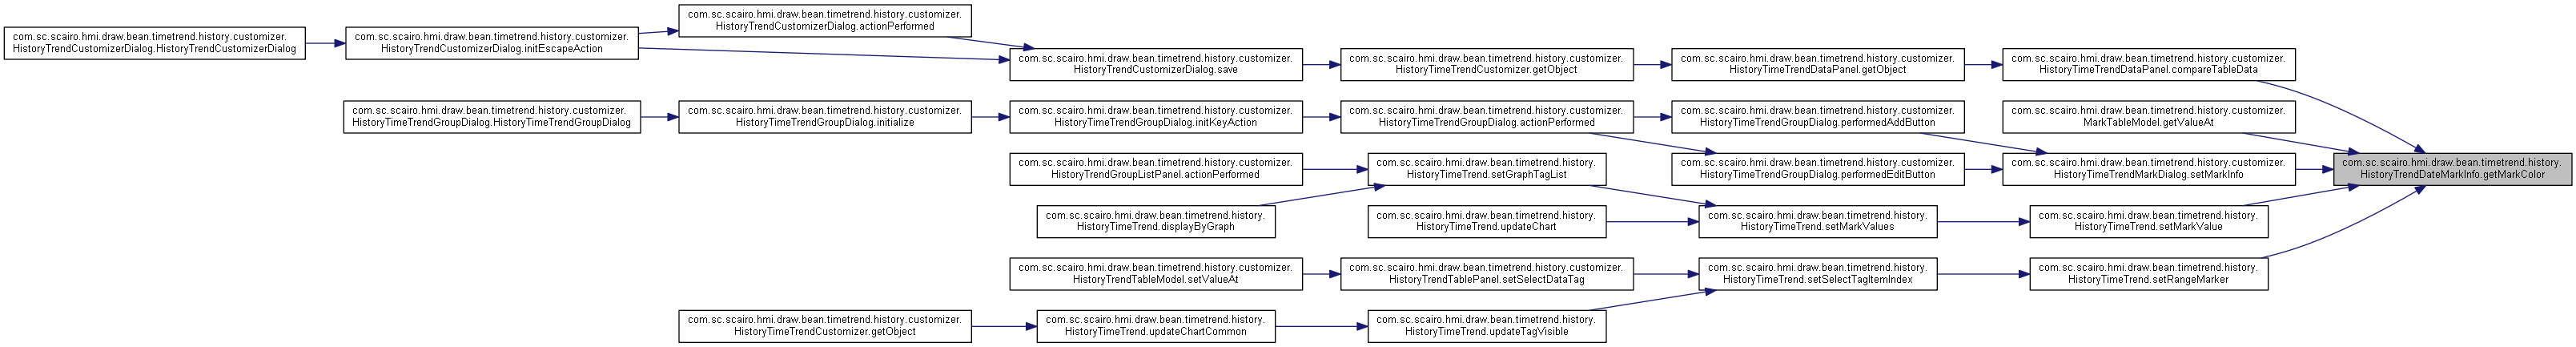 com.sc.scairo.hmi.draw.bean.timetrend.history.customizer.
HistoryTrendCustomizerDialog.HistoryTrendCustomizerDialog
com.sc.scairo.hmi.draw.bean.timetrend.history.customizer.
HistoryTrendCustomizerDialog.initEscapeAction
com.sc.scairo.hmi.draw.bean.timetrend.history.customizer.
HistoryTrendCustomizerDialog.actionPerformed
com.sc.scairo.hmi.draw.bean.timetrend.history.customizer.
HistoryTrendCustomizerDialog.save
com.sc.scairo.hmi.draw.bean.timetrend.history.customizer.
HistoryTimeTrendCustomizer.getObject
com.sc.scairo.hmi.draw.bean.timetrend.history.customizer.
HistoryTimeTrendDataPanel.getObject
com.sc.scairo.hmi.draw.bean.timetrend.history.customizer.
HistoryTimeTrendDataPanel.compareTableData
com.sc.scairo.hmi.draw.bean.timetrend.history.customizer.
HistoryTimeTrendGroupDialog.HistoryTimeTrendGroupDialog
com.sc.scairo.hmi.draw.bean.timetrend.history.customizer.
HistoryTimeTrendGroupDialog.initialize
com.sc.scairo.hmi.draw.bean.timetrend.history.customizer.
HistoryTimeTrendGroupDialog.initKeyAction
com.sc.scairo.hmi.draw.bean.timetrend.history.customizer.
HistoryTimeTrendGroupDialog.actionPerformed
com.sc.scairo.hmi.draw.bean.timetrend.history.customizer.
HistoryTimeTrendGroupDialog.performedAddButton
com.sc.scairo.hmi.draw.bean.timetrend.history.customizer.
MarkTableModel.getValueAt
com.sc.scairo.hmi.draw.bean.timetrend.history.customizer.
HistoryTrendGroupListPanel.actionPerformed
com.sc.scairo.hmi.draw.bean.timetrend.history.
HistoryTimeTrend.setGraphTagList
com.sc.scairo.hmi.draw.bean.timetrend.history.customizer.
HistoryTimeTrendGroupDialog.performedEditButton
com.sc.scairo.hmi.draw.bean.timetrend.history.customizer.
HistoryTimeTrendMarkDialog.setMarkInfo
com.sc.scairo.hmi.draw.bean.timetrend.history.
HistoryTrendDateMarkInfo.getMarkColor
com.sc.scairo.hmi.draw.bean.timetrend.history.
HistoryTimeTrend.displayByGraph
com.sc.scairo.hmi.draw.bean.timetrend.history.
HistoryTimeTrend.updateChart
com.sc.scairo.hmi.draw.bean.timetrend.history.
HistoryTimeTrend.setMarkValues
com.sc.scairo.hmi.draw.bean.timetrend.history.
HistoryTimeTrend.setMarkValue
com.sc.scairo.hmi.draw.bean.timetrend.history.customizer.
HistoryTrendTableModel.setValueAt
com.sc.scairo.hmi.draw.bean.timetrend.history.customizer.
HistoryTrendTablePanel.setSelectDataTag
com.sc.scairo.hmi.draw.bean.timetrend.history.
HistoryTimeTrend.setSelectTagItemIndex
com.sc.scairo.hmi.draw.bean.timetrend.history.
HistoryTimeTrend.setRangeMarker
com.sc.scairo.hmi.draw.bean.timetrend.history.customizer.
HistoryTimeTrendCustomizer.getObject
com.sc.scairo.hmi.draw.bean.timetrend.history.
HistoryTimeTrend.updateChartCommon
com.sc.scairo.hmi.draw.bean.timetrend.history.
HistoryTimeTrend.updateTagVisible